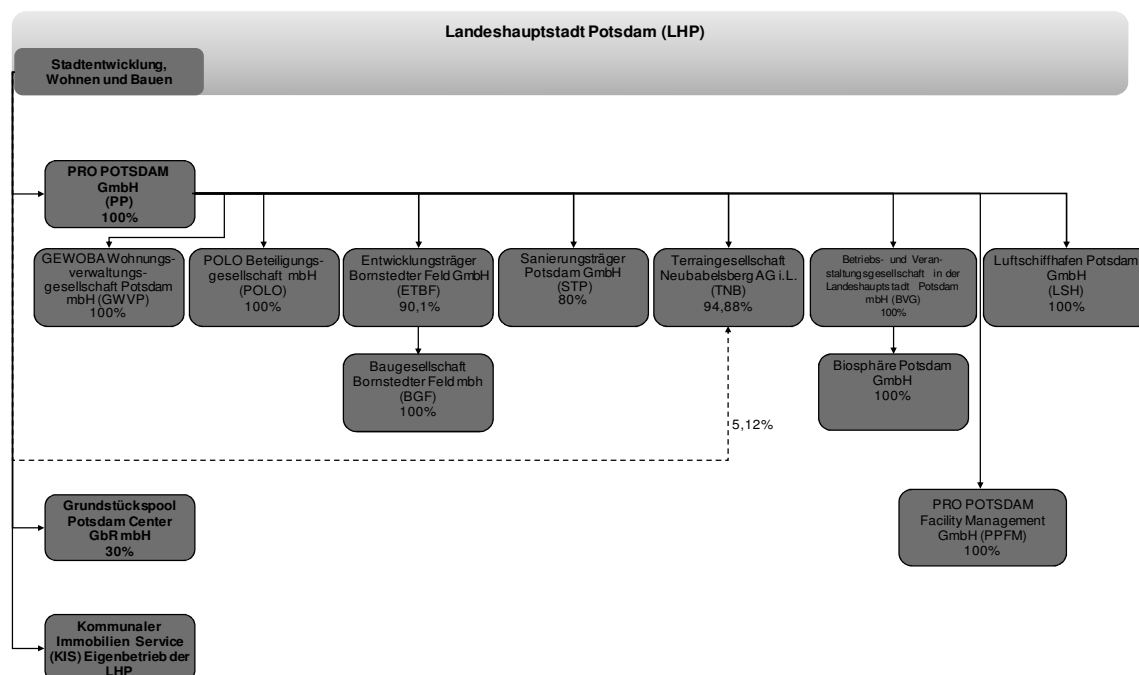 Landeshauptstadt Potsdam (LHP)
Stadtentwicklung,
Wohnen und Bauen
PRO POTSDAM
GmbH
(PP)
100%
GEWOBA Wohnungs-
verwaltungs-
gesellschaft Potsdam
mbH (GWVP)
100%
POLO Beteiligungs-
gesellschaft mbH
(POLO)
100%
Entwicklungsträger
Bornstedter Feld GmbH
(ETBF)
90,1%
Sanierungsträger
Potsdam GmbH
(STP)
80%
Terraingesellschaft
Neubabelsberg AG i.L.
(TNB)
94,88%
Betriebs- und Veran-
staltungsgesellschaft in der
Landeshauptstadt Potsdam
mbH (BVG)
100%
Luftschiffhafen Potsdam
GmbH
(LSH)
100%
Baugesellschaft
Bornstedter Feld mbh
(BGF)
100%
Biosphäre Potsdam
GmbH
100%
5,12%
Grundstückspool
Potsdam Center
GbR mbH
30%
PRO POTSDAM
Facility Management
GmbH (PPFM)
100%
Kommunaler
Immobilien Service
(KIS) Eigenbetrieb der
LHP